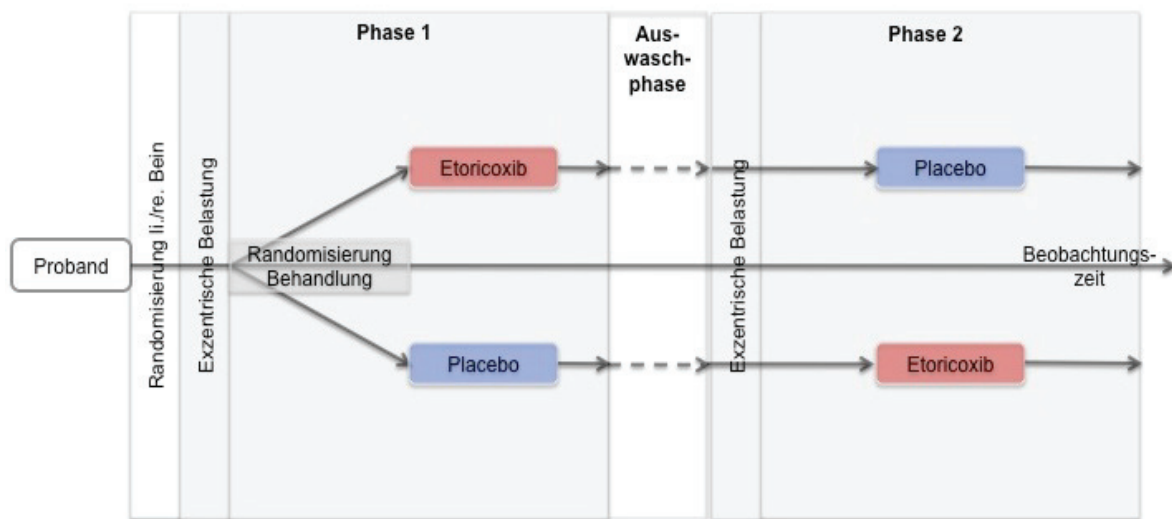 Phase 1
Aus-
wasch-
phase
Phase 2
Proband
Randomisierung li./re. Bein
Exzentrische Belastung
Randomisierung
Behandlung
Etoricoxib
Placebo
Exzentrische Belastung
Placebo
Etoricoxib
Beobachtungs-
zeit